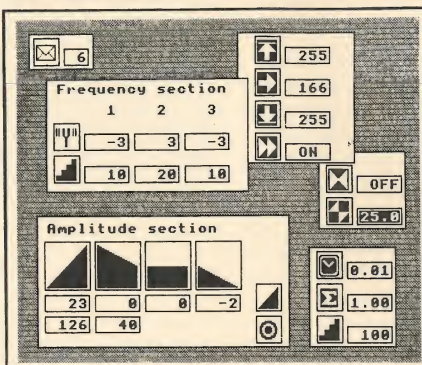 6
255
166
255
ON
Frequency section
1 2 3
"Y" -3 3 -3
10 20 10
OFF
25.0
Amplitude section
23 0 0 -2
126 40
0.01
Σ 1.00
100